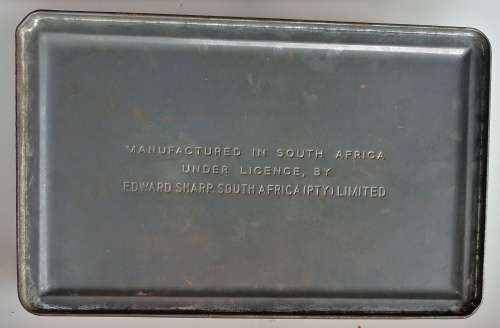 MANUFACTURED IN SOUTH AFRICA
UNDER LICENCE, BY
EDWARD SHARP. SOUTH AFRICA (PTY) LIMITED